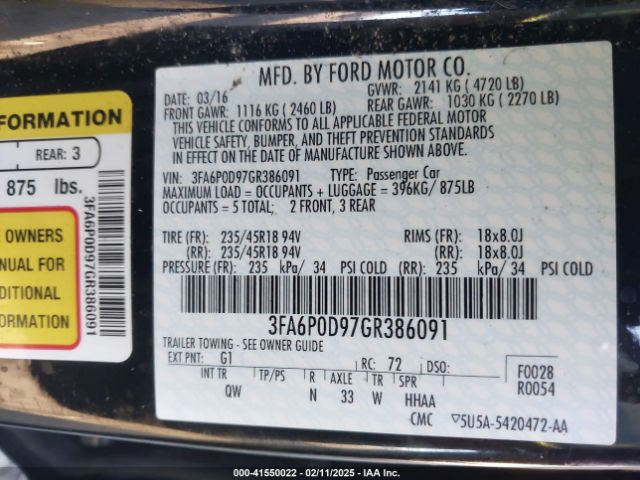 FORMATION
REAR: 3
875 lbs.
E OWNERS
ANUAL FOR
DDITIONAL
FORMATION
3FA6P0D97GR386091
MFD. BY FORD MOTOR CO.
DATE: 03/16 GVWR: 2141 KG ( 4720 LB)
FRONT GAWR: 1116 KG ( 2460 LB) REAR GAWR: 1030 KG ( 2270 LB)
THIS VEHICLE CONFORMS TO ALL APPLICABLE FEDERAL MOTOR
VEHICLE SAFETY, BUMPER, AND THEFT PREVENTION STANDARDS
IN EFFECT ON THE DATE OF MANUFACTURE SHOWN ABOVE.
VIN: 3FA6P0D97GR386091 TYPE: Passenger Car
MAXIMUM LOAD = OCCUPANTS + LUGGAGE = 396KG/ 875LB
OCCUPANTS = 5 TOTAL: 2 FRONT, 3 REAR
TIRE (FR): 235/45R18 94V RIMS (FR): 18x8.0J
(RR): 235/45R18 94V (RR): 18x8.0J
PRESSURE (FR): 235 kPa/ 34 PSI COLD (RR): 235 kPa/ 34 PSI COLD
3FA6P0D97GR386091
TRAILER TOWING - SEE OWNER GUIDE
EXT PNT: G1 RC: 72 DSO: F0028
INT TR TP/PS R AXLE TR SPR R0054
QW N 33 W HHAA
CMC ▽5U5A-5420472-AA
000-41550022 - 02/11/2025 - IAA Inc.